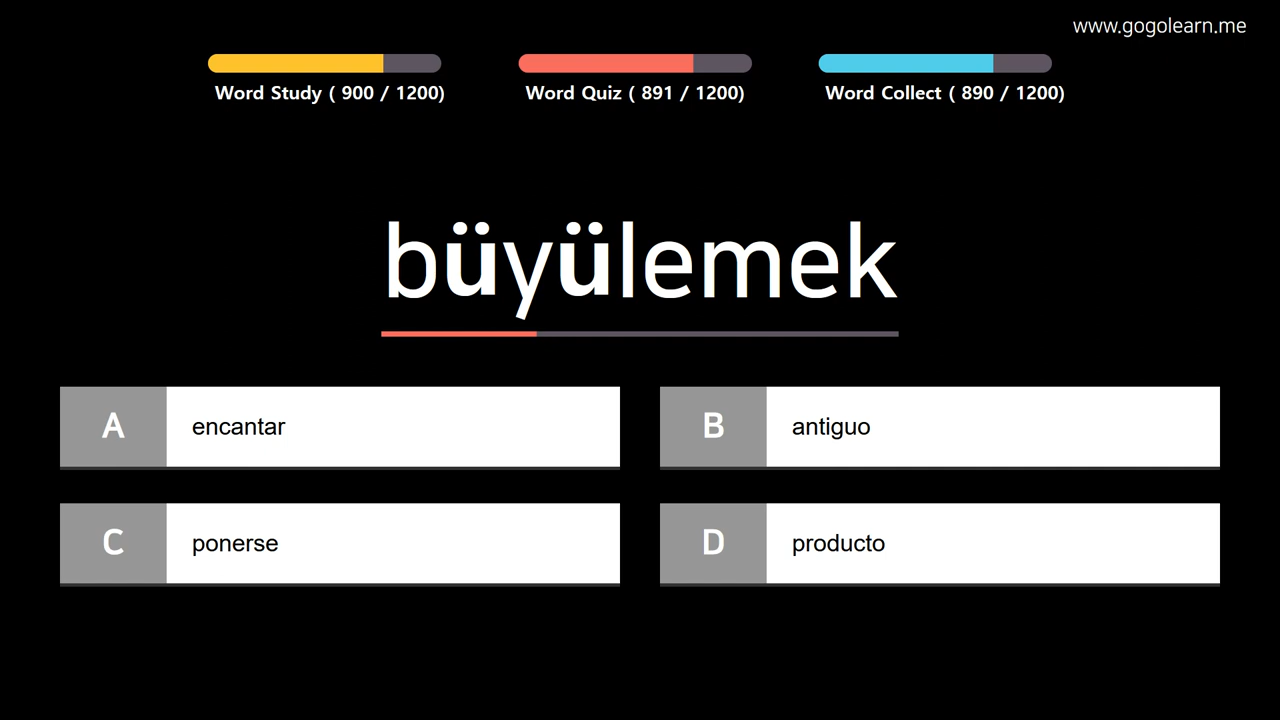 www.gogolearn.me
Word Study ( 900 / 1200)
Word Quiz ( 891 / 1200)
Word Collect ( 890 / 1200)
büyülemek
A
encantar
B
antiguo
C
ponerse
D
producto